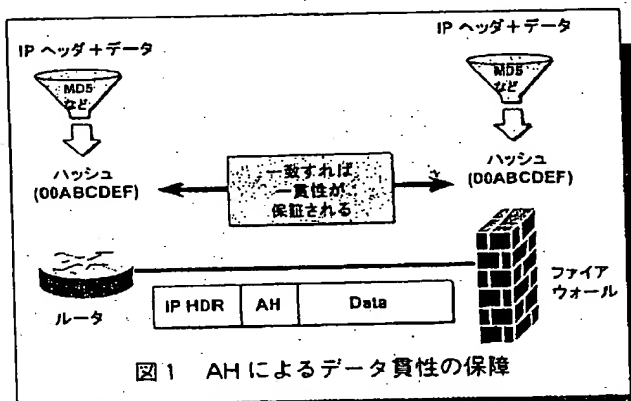 IP ヘッダ+データ
MD5
など
ハッシュ
(00ABCDEF)
IP ヘッダ+データ
MD5
など
ハッシュ
(00ABCDEF)
一致すれば
一貫性が
保証される
ルータ
IP HDR AH Data
ファイア
ウォール
図1 AHによるデータ貫性の保障